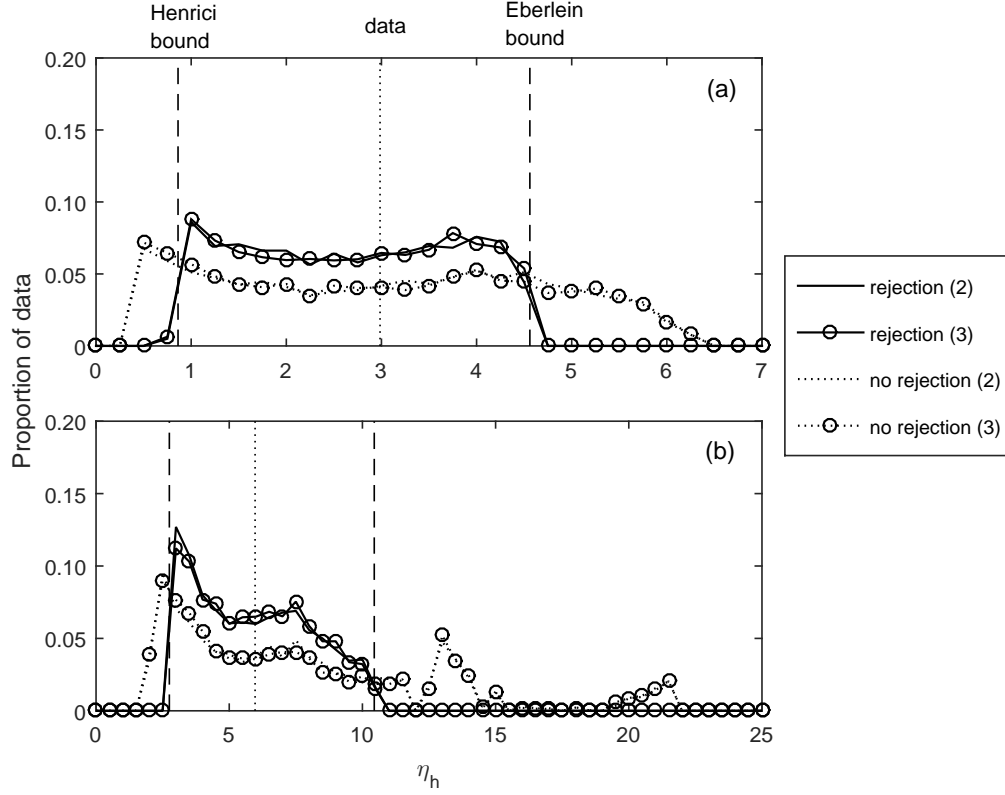 Henrici
bound
data
Eberlein
bound
(a)
0.20
0.15
0.10
0.05
0
0 1 2 3 4 5 6 7
Proportion of data
(b)
0.20
0.15
0.10
0.05
0
0 5 10 15 20 25
η_h
rejection (2)
rejection (3)
no rejection (2)
no rejection (3)